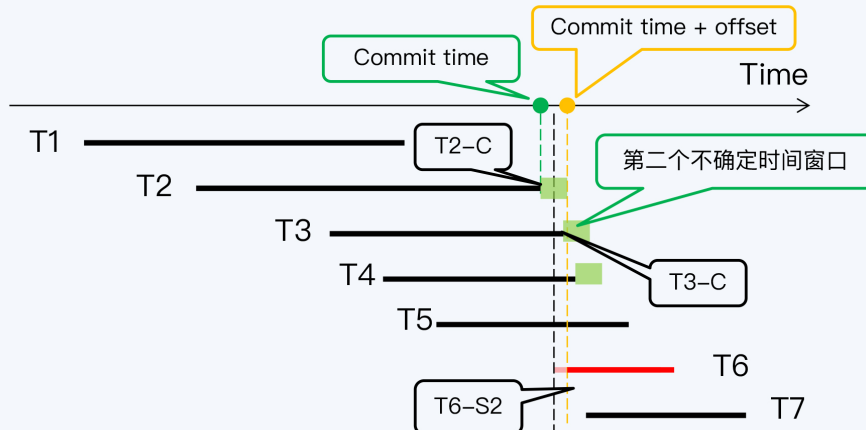 Commit time + offset
Commit time
Time
T1
T2-C
第二个不确定时间窗口
T2
T3
T4
T3-C
T5
T6
T6-S2
T7